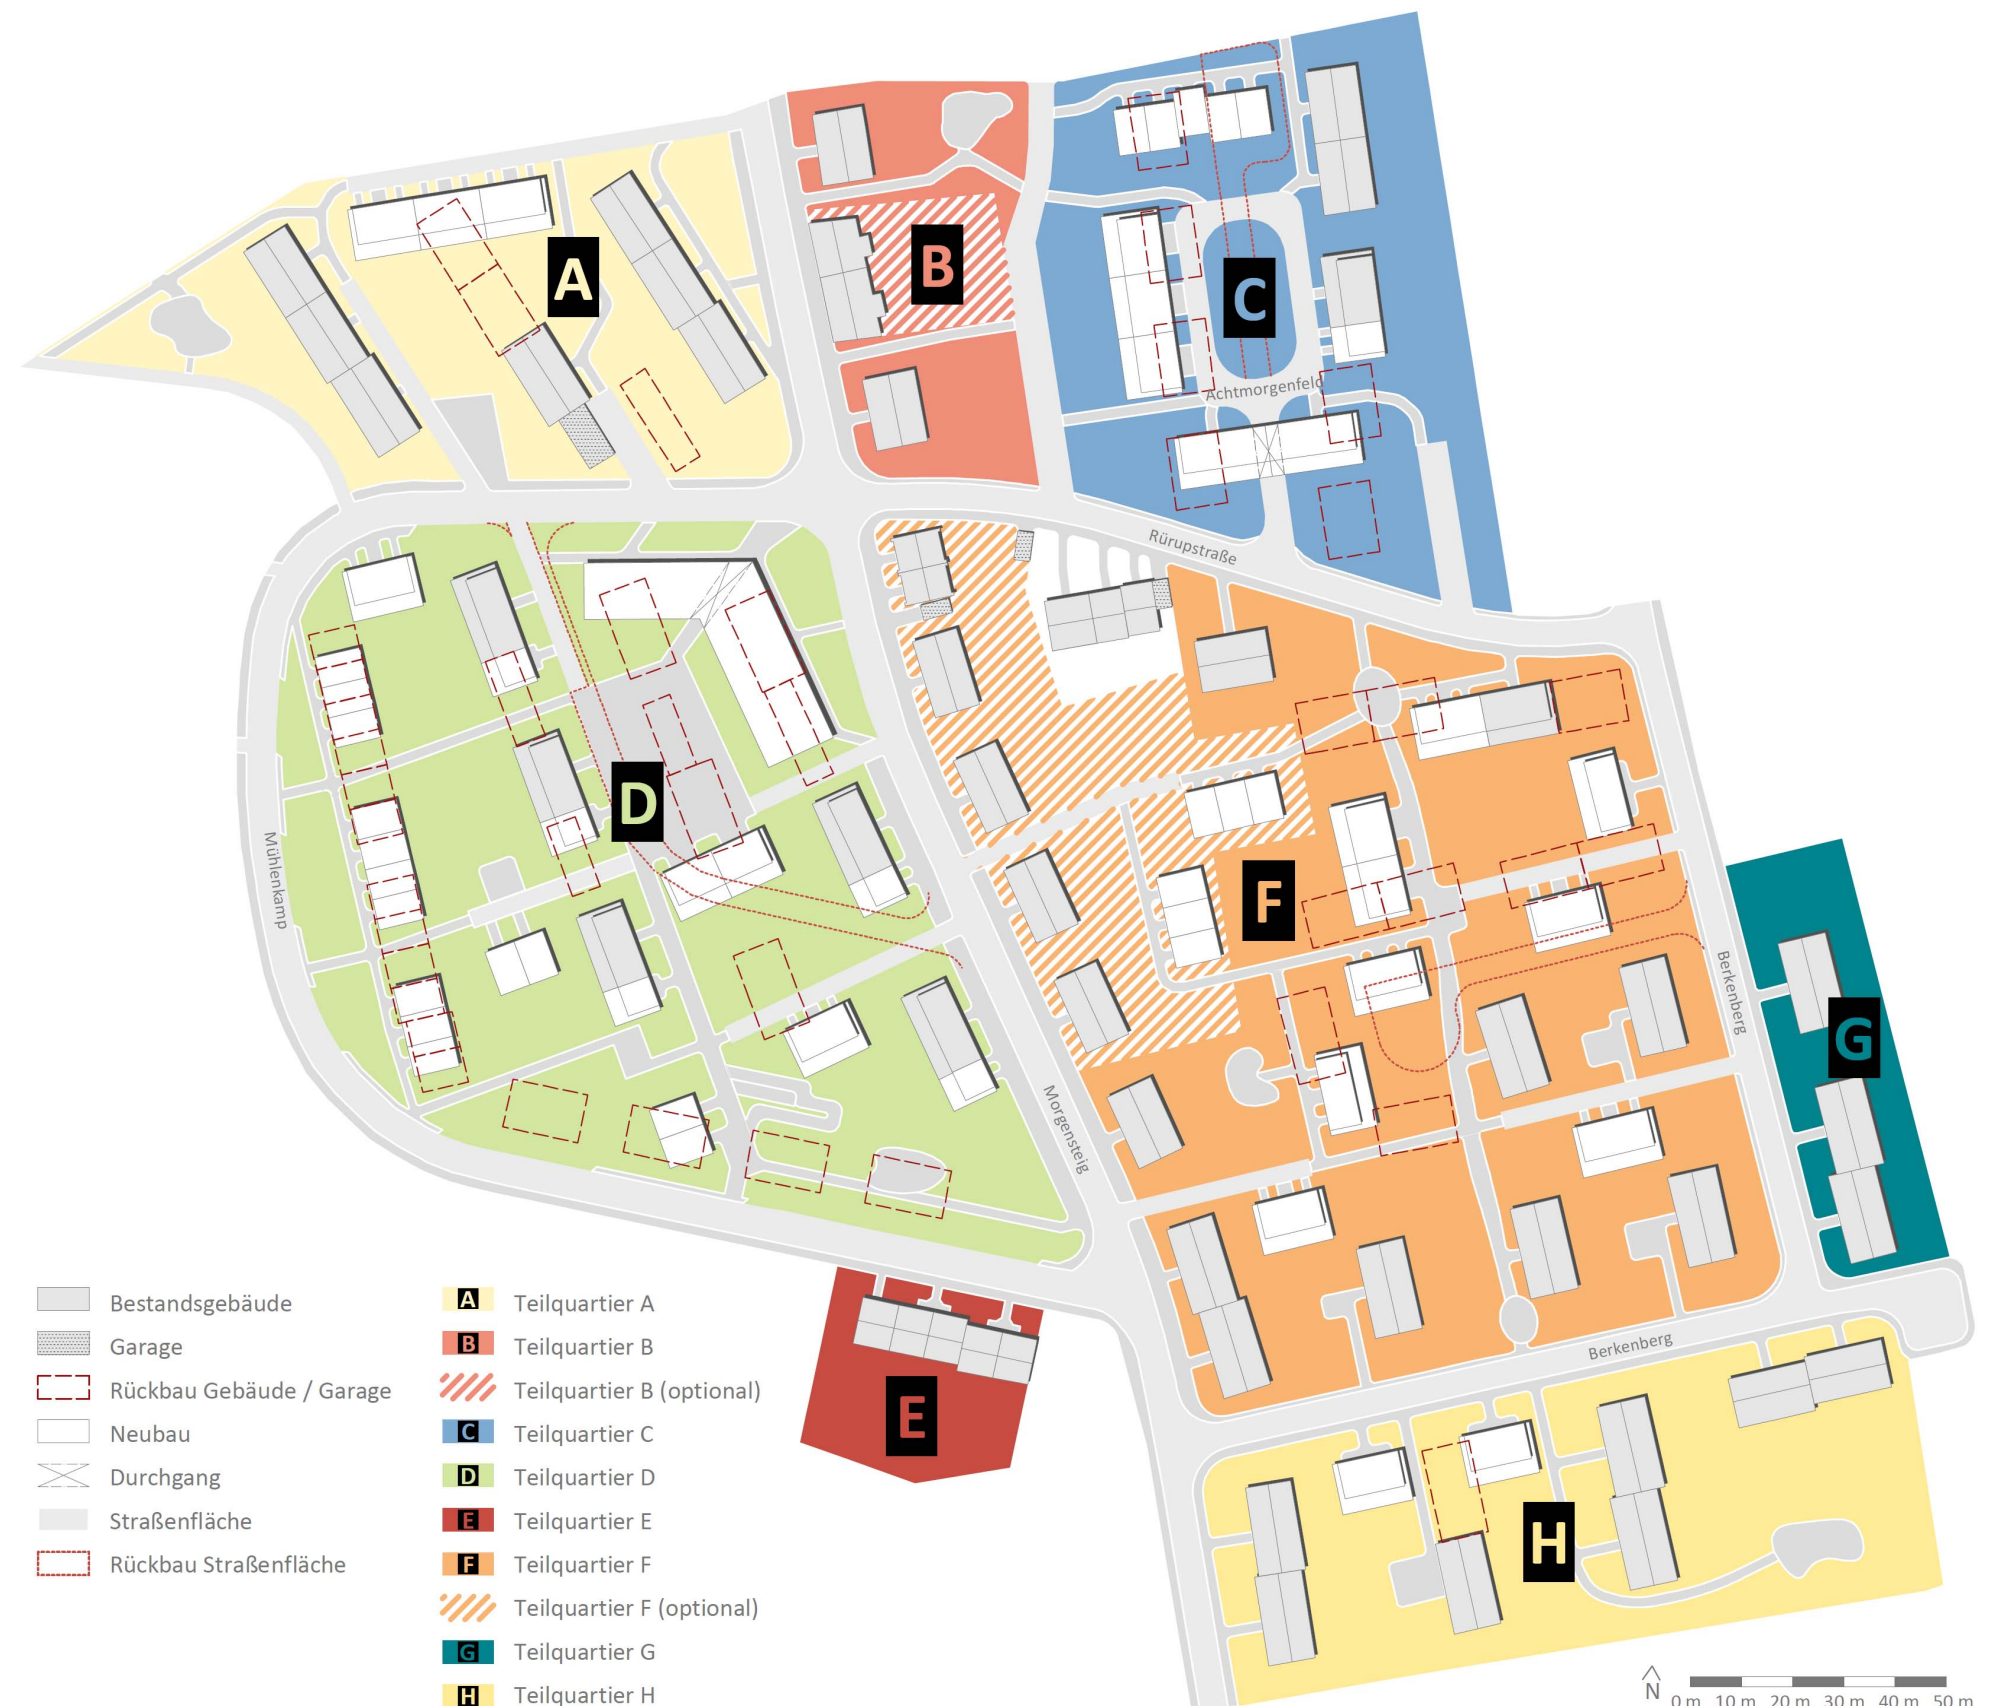 A
B
C
Achtmorgenfeld
Rürupstraße
D
Mühlenkamp
F
Berkenberg
G
Morgensteig
E
Berkenberg
H
Bestandsgebäude
Garage
Rückbau Gebäude / Garage
Neubau
Durchgang
Straßenfläche
Rückbau Straßenfläche
A Teilquartier A
B Teilquartier B
Teilquartier B (optional)
C Teilquartier C
D Teilquartier D
E Teilquartier E
F Teilquartier F
Teilquartier F (optional)
G Teilquartier G
H Teilquartier H
N
0 m 10 m 20 m 30 m 40 m 50 m